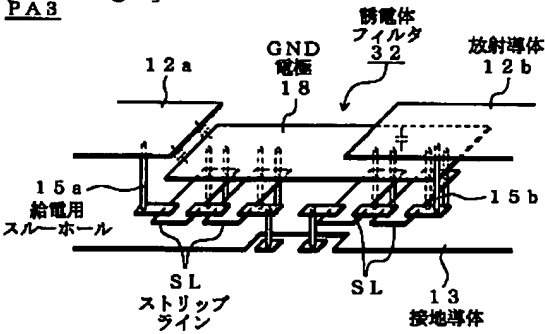 PA3
誘電体
フィルタ
32
GND
電極
18
放射導体
12b
12a
15a
給電用
スルーホール
15b
SL
ストリップ
ライン
SL
13
接地導体